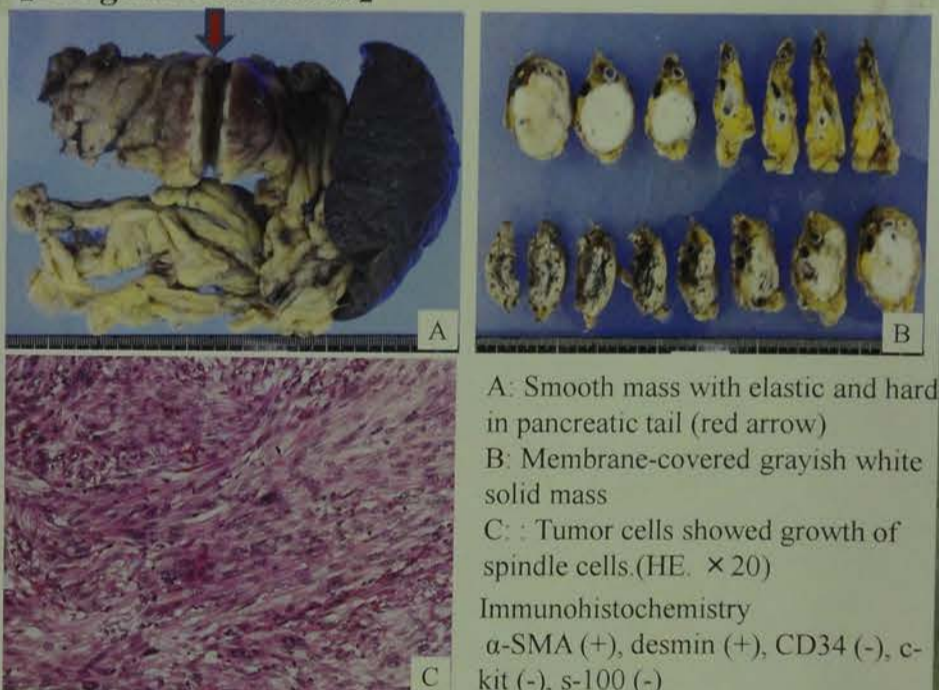 A
B
C
A: Smooth mass with elastic and hard
in pancreatic tail (red arrow)
B: Membrane-covered grayish white
solid mass
C: : Tumor cells showed growth of
spindle cells.(HE. ×20)
Immunohistochemistry
α-SMA (+), desmin (+), CD34 (-), c-
kit (-), s-100 (-)